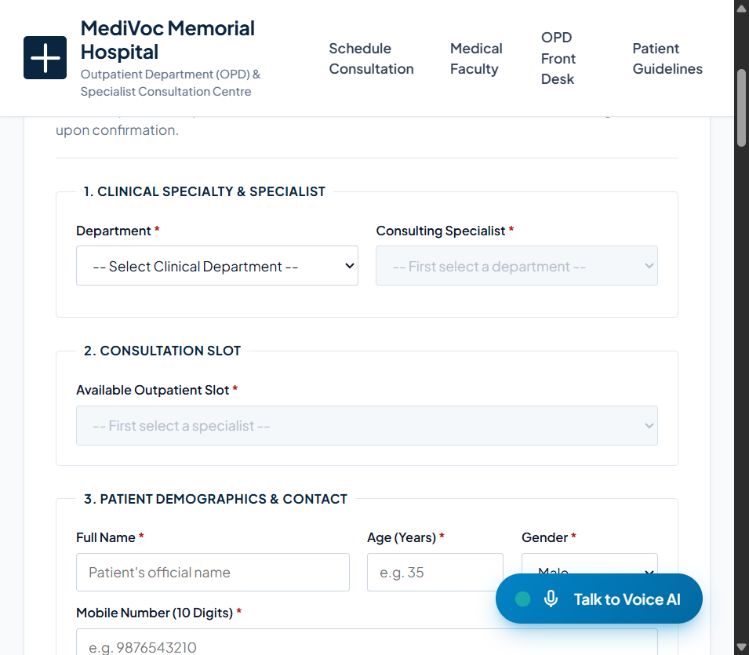 MediVoc Memorial
Hospital
Outpatient Department (OPD) &
Specialist Consultation Centre
Schedule
Consultation
Medical
Faculty
OPD
Front
Desk
Patient
Guidelines
upon confirmation.
1. CLINICAL SPECIALTY & SPECIALIST
Department *
Consulting Specialist *
-- Select Clinical Department --
-- First select a department --
2. CONSULTATION SLOT
Available Outpatient Slot *
-- First select a specialist --
3. PATIENT DEMOGRAPHICS & CONTACT
Full Name *
Age (Years) *
Gender *
Patient's official name
e.g. 35
Male
Mobile Number (10 Digits) *
Talk to Voice AI
e.g. 9876543210